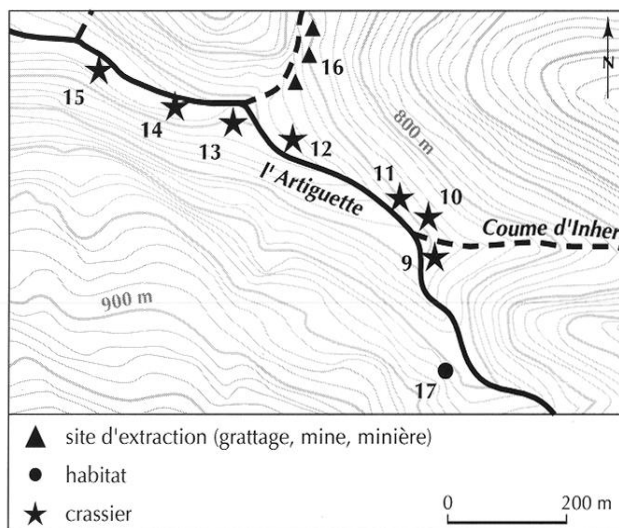 N
16
15
14
13
12
800 m
11
10
l'Artiguette
Coume d'Inher
9
900 m
17
site d'extraction (grattage, mine, minière)
habitat
crassier
0 200 m